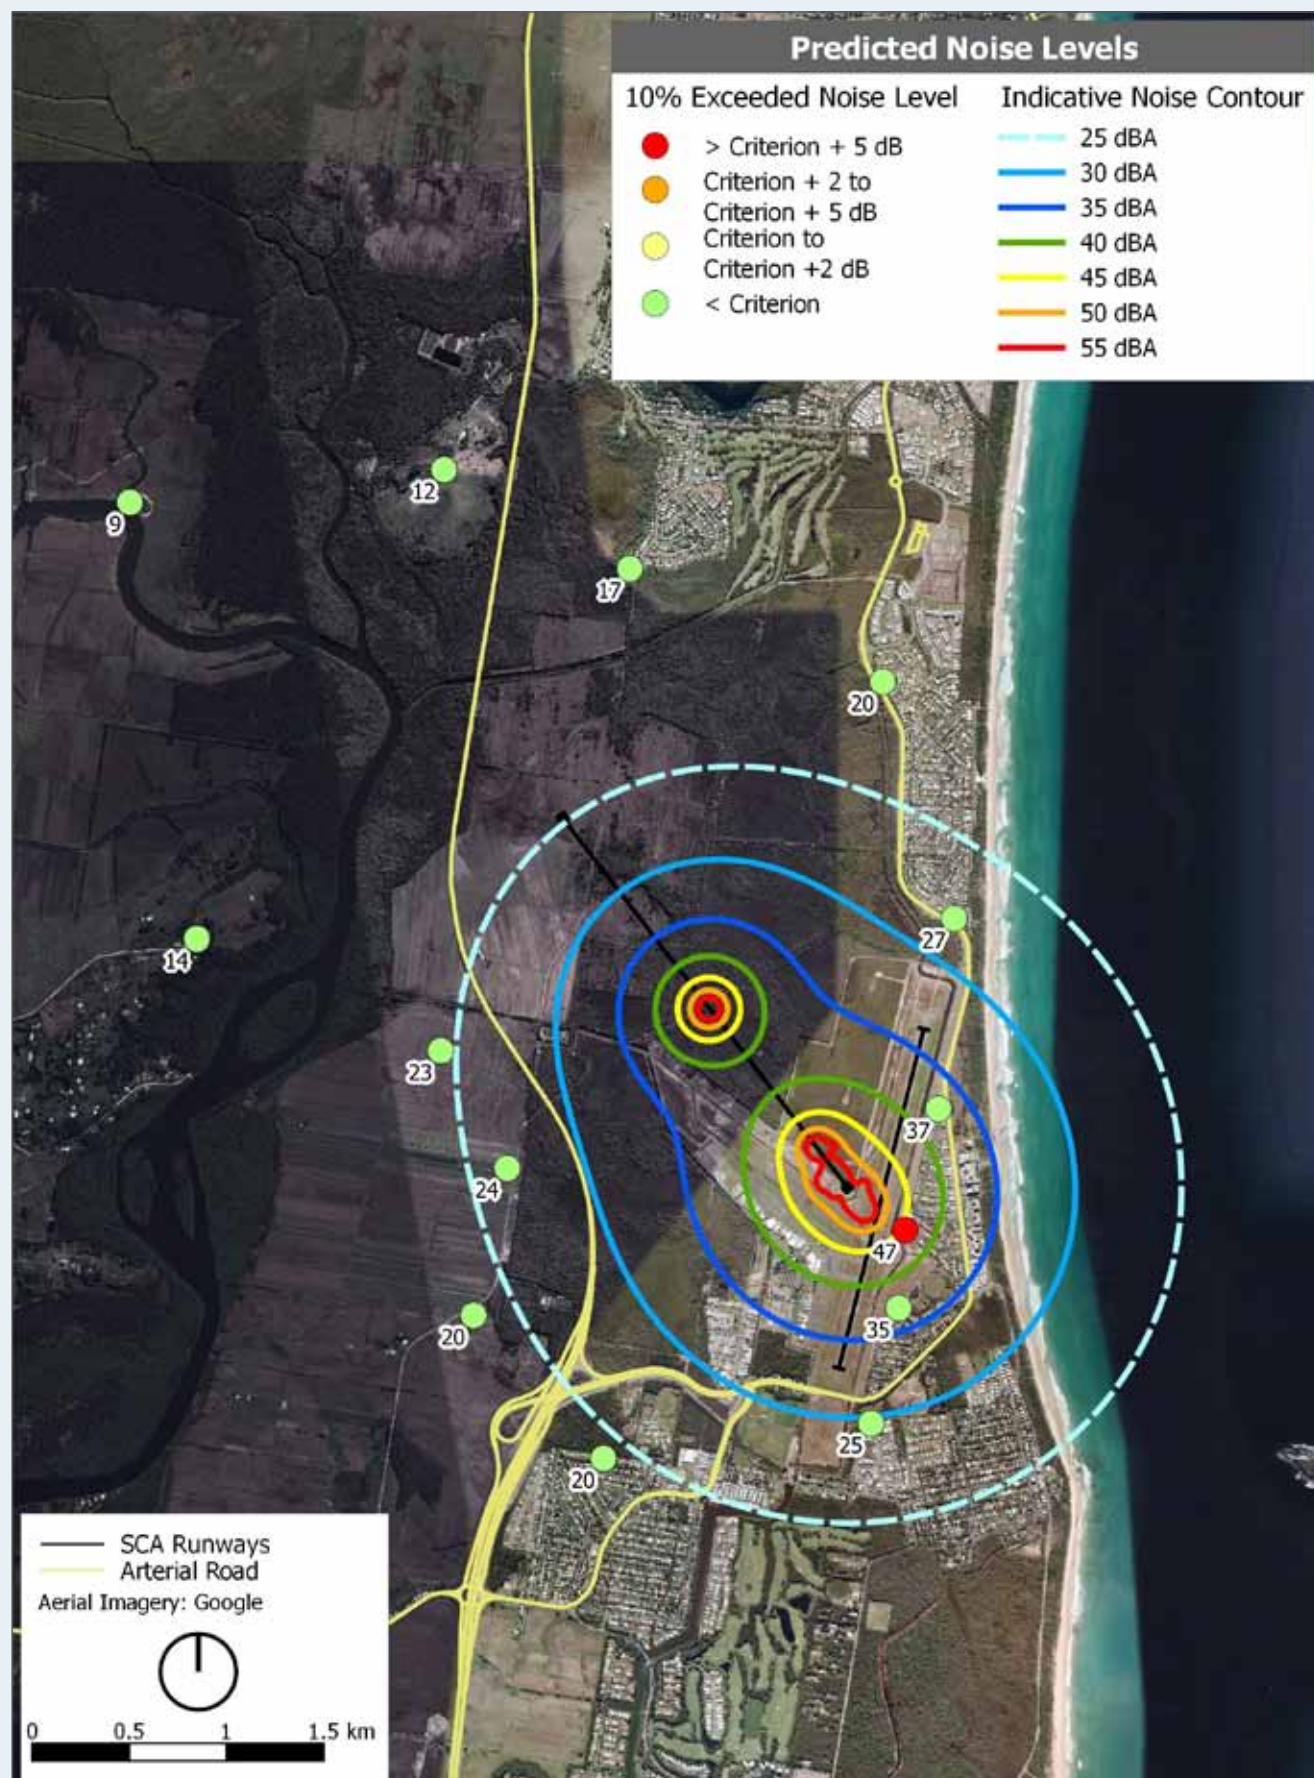 Predicted Noise Levels
10% Exceeded Noise Level
> Criterion + 5 dB
Criterion + 2 to
Criterion + 5 dB
Criterion to
Criterion +2 dB
< Criterion
Indicative Noise Contour
25 dBA
30 dBA
35 dBA
40 dBA
45 dBA
50 dBA
55 dBA
12
9
17
20
27
14
23
37
24
47
35
20
25
20
SCA Runways
Arterial Road
Aerial Imagery: Google
0 0.5 1 1.5 km